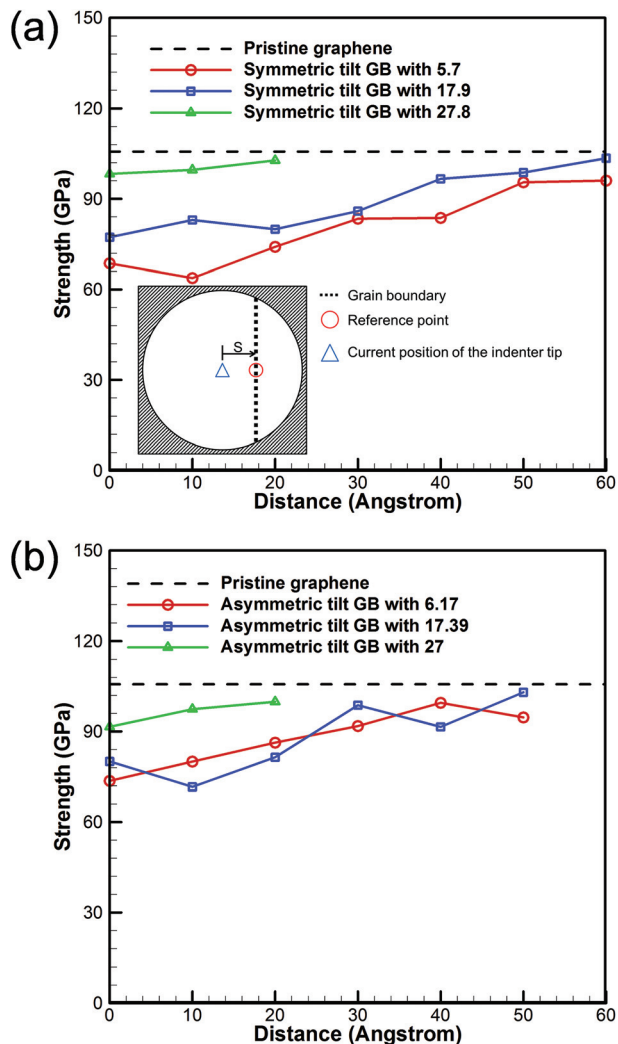 (a)
150
120
90
60
30
0
Strength (GPa)
Pristine graphene
Symmetric tilt GB with 5.7
Symmetric tilt GB with 17.9
Symmetric tilt GB with 27.8
S
Grain boundary
Reference point
Current position of the indenter tip
0 10 20 30 40 50 60
Distance (Angstrom)
(b)
150
120
90
60
30
0
Strength (GPa)
Pristine graphene
Asymmetric tilt GB with 6.17
Asymmetric tilt GB with 17.39
Asymmetric tilt GB with 27
0 10 20 30 40 50 60
Distance (Angstrom)